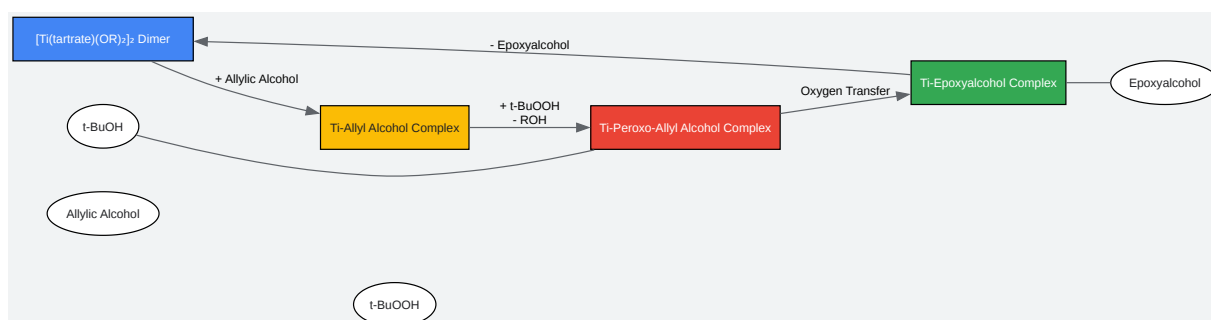 [Ti(tartrate)(OR)₂]₂ Dimer
- Epoxyalcohol
+ Allylic Alcohol
Ti-Epoxyalcohol Complex
Epoxyalcohol
Oxygen Transfer
+ t-BuOOH
- ROH
t-BuOH
Ti-Allyl Alcohol Complex
Ti-Peroxo-Allyl Alcohol Complex
Allylic Alcohol
t-BuOOH